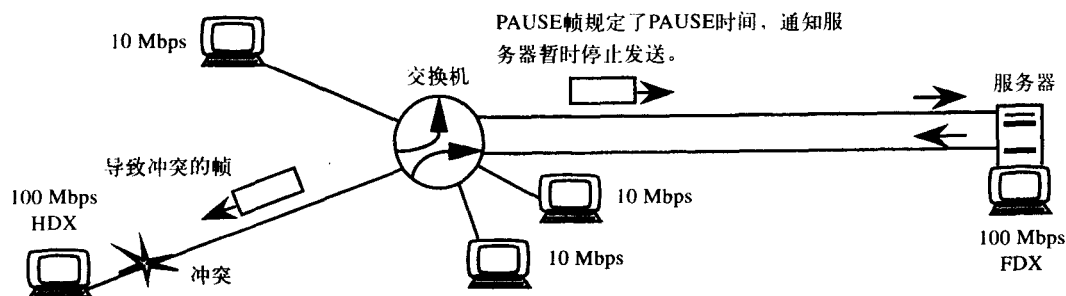 PAUSE帧规定了PAUSE时间，通知服
务器暂时停止发送。
10 Mbps
交换机
服务器
导致冲突的帧
100 Mbps
HDX
10 Mbps
冲突
10 Mbps
100 Mbps
FDX